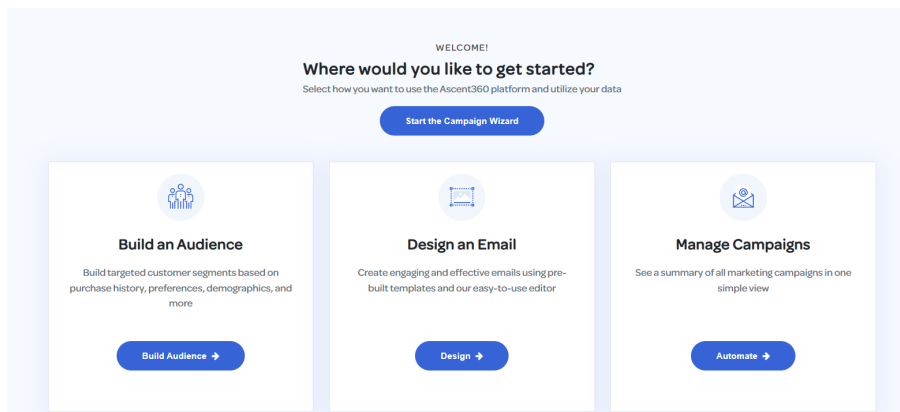 WELCOME!
Where would you like to get started?
Select how you want to use the Ascent360 platform and utilize your data
Start the Campaign Wizard
Build an Audience
Build targeted customer segments based on
purchase history, preferences, demographics, and
more
Build Audience →
Design an Email
Create engaging and effective emails using pre-
built templates and our easy-to-use editor
Design →
Manage Campaigns
See a summary of all marketing campaigns in one
simple view
Automate →